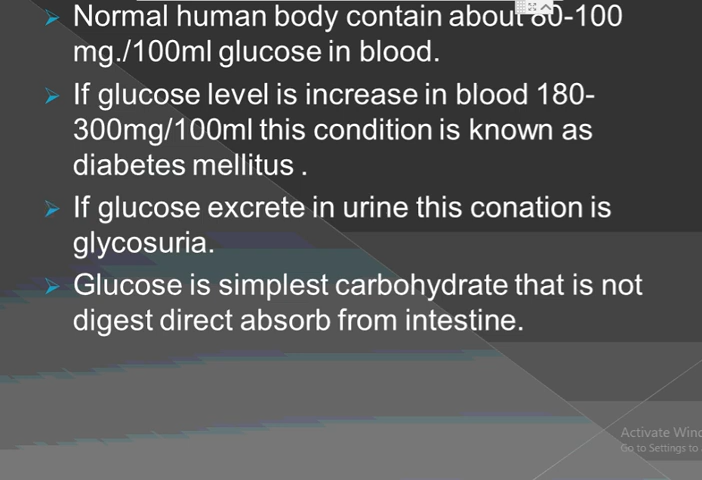 Normal human body contain about 80-100
mg./100ml glucose in blood.
If glucose level is increase in blood 180-
300mg/100ml this condition is known as
diabetes mellitus .
If glucose excrete in urine this conation is
glycosuria.
Glucose is simplest carbohydrate that is not
digest direct absorb from intestine.
Activate Wind
Go to Settings to